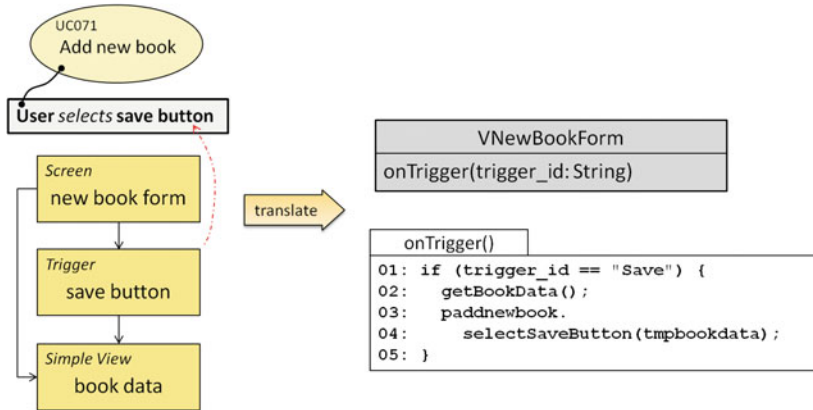 UC071
Add new book
User selects save button
Screen
new book form
Trigger
save button
Simple View
book data
translate
VNewBookForm
onTrigger(trigger_id: String)
onTrigger()
01: if (trigger_id == "Save") {
02: getBookData();
03: paddnewbook.
04: selectSaveButton(tmpbookdata);
05: }